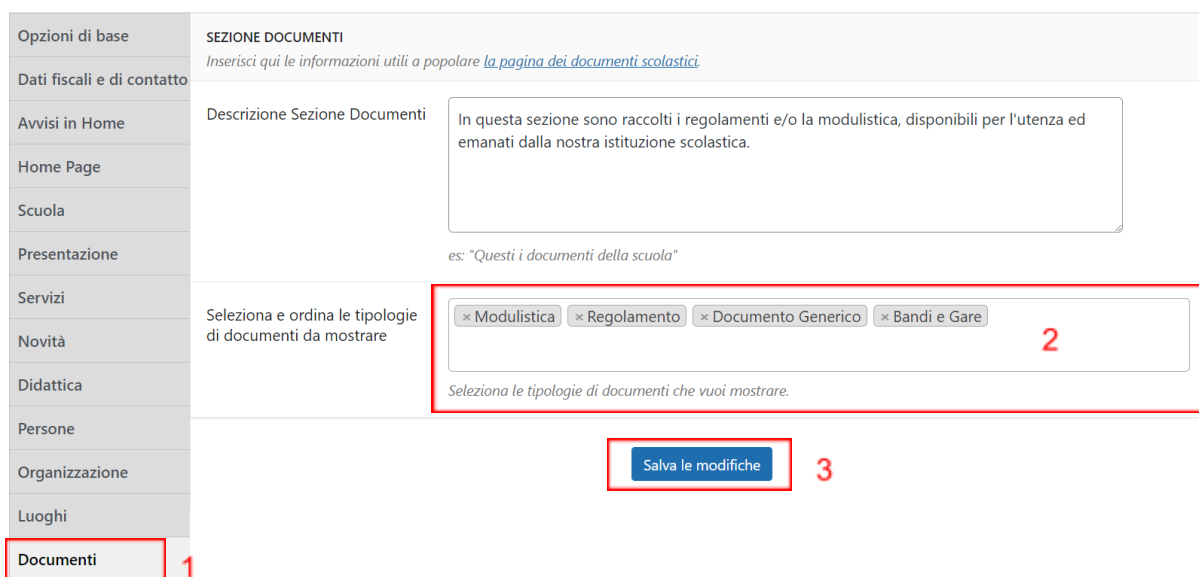 Opzioni di base
Dati fiscali e di contatto
Avvisi in Home
Home Page
Scuola
Presentazione
Servizi
Novità
Didattica
Persone
Organizzazione
Luoghi
Documenti
1
SEZIONE DOCUMENTI
Inserisci qui le informazioni utili a popolare la pagina dei documenti scolastici.
Descrizione Sezione Documenti
In questa sezione sono raccolti i regolamenti e/o la modulistica, disponibili per l'utenza ed
emanati dalla nostra istituzione scolastica.
es: "Questi i documenti della scuola"
Seleziona e ordina le tipologie
di documenti da mostrare
× Modulistica × Regolamento × Documento Generico × Bandi e Gare
2
Seleziona le tipologie di documenti che vuoi mostrare.
Salva le modifiche
3